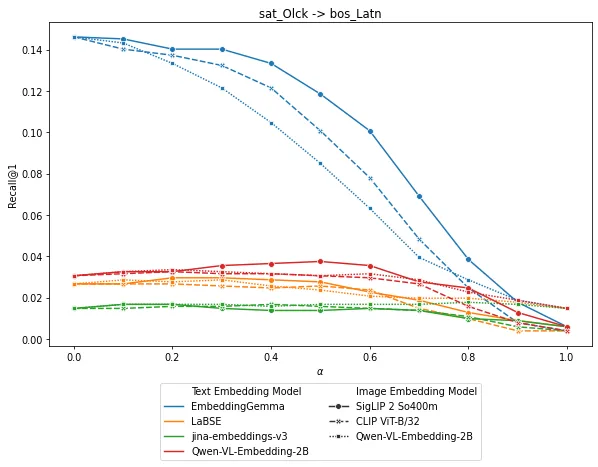 sat_Olck -> bos_Latn
0.14
0.12
0.10
0.08
0.06
0.04
0.02
0.00
Recall@1
0.0 0.2 0.4 0.6 0.8 1.0
α
Text Embedding Model Image Embedding Model
EmbeddingGemma SigLIP 2 So400m
LaBSE CLIP ViT-B/32
jina-embeddings-v3 Qwen-VL-Embedding-2B
Qwen-VL-Embedding-2B